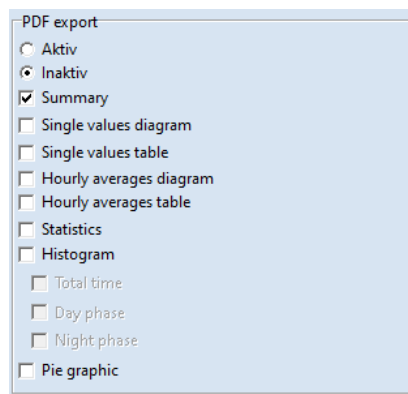 PDF export
Aktiv
Inaktiv
Summary
Single values diagram
Single values table
Hourly averages diagram
Hourly averages table
Statistics
Histogram
Total time
Day phase
Night phase
Pie graphic